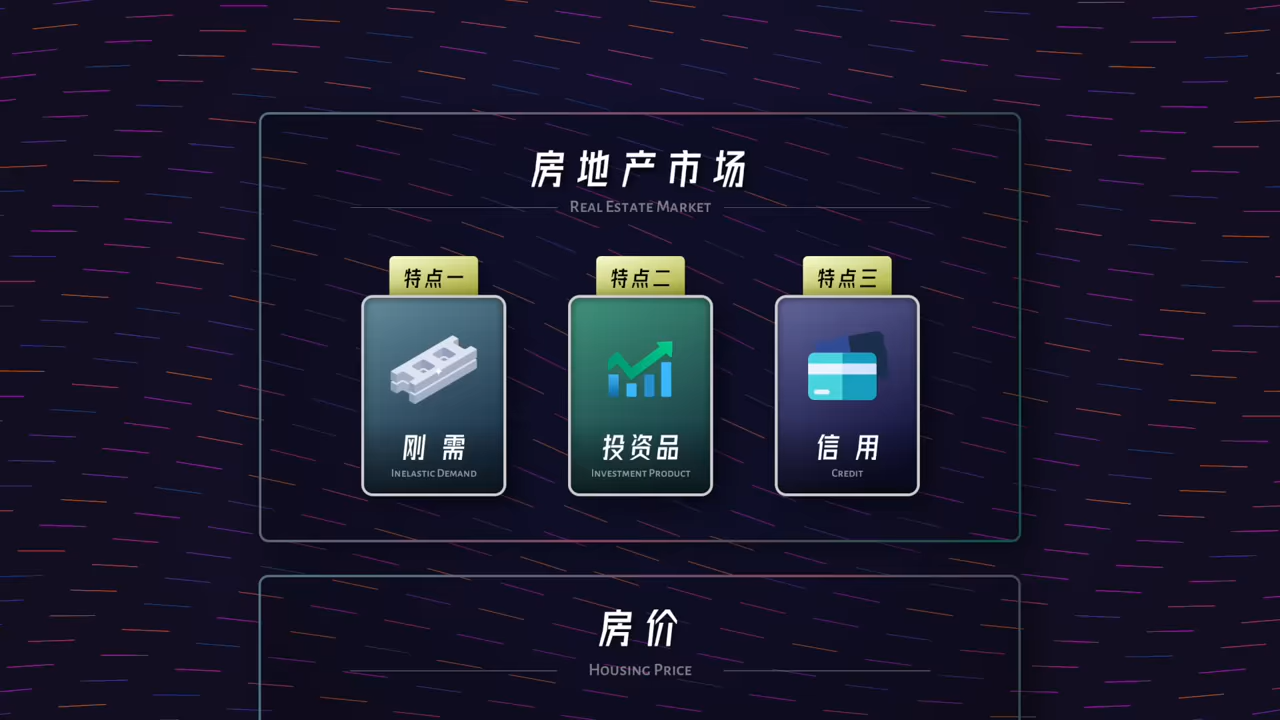 房地产市场
REAL ESTATE MARKET
特点一
特点二
特点三
刚需
投资品
信用
INELASTIC DEMAND
INVESTMENT PRODUCT
CREDIT
房价
HOUSING PRICE